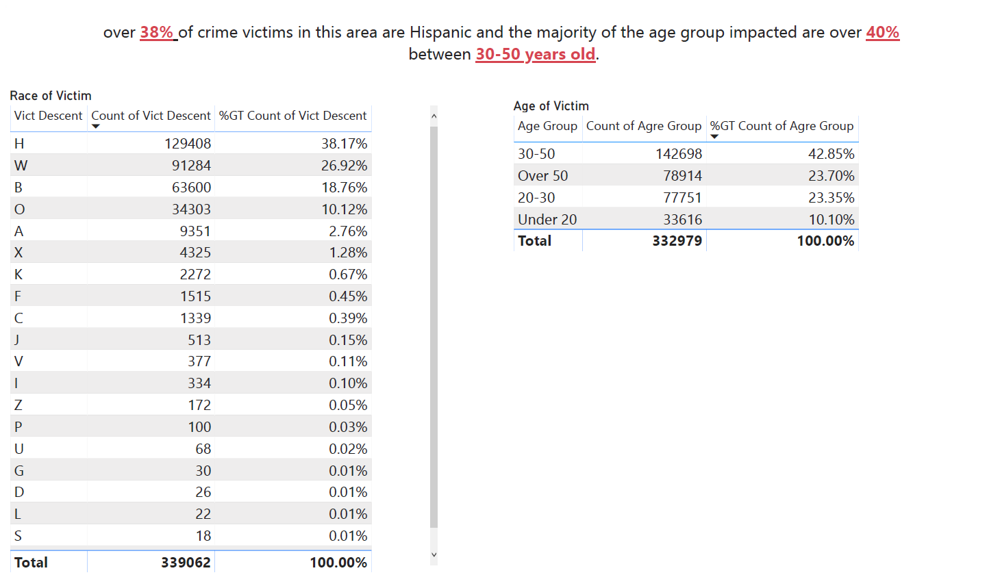 over 38% of crime victims in this area are Hispanic and the majority of the age group impacted are over 40%
between 30-50 years old.
Race of Victim
Vict Descent Count of Vict Descent %GT Count of Vict Descent
H 129408 38.17%
W 91284 26.92%
B 63600 18.76%
O 34303 10.12%
A 9351 2.76%
X 4325 1.28%
K 2272 0.67%
F 1515 0.45%
C 1339 0.39%
J 513 0.15%
V 377 0.11%
I 334 0.10%
Z 172 0.05%
P 100 0.03%
U 68 0.02%
G 30 0.01%
D 26 0.01%
L 22 0.01%
S 18 0.01%
Total 339062 100.00%
Age of Victim
Age Group Count of Agre Group %GT Count of Agre Group
30-50 142698 42.85%
Over 50 78914 23.70%
20-30 77751 23.35%
Under 20 33616 10.10%
Total 332979 100.00%